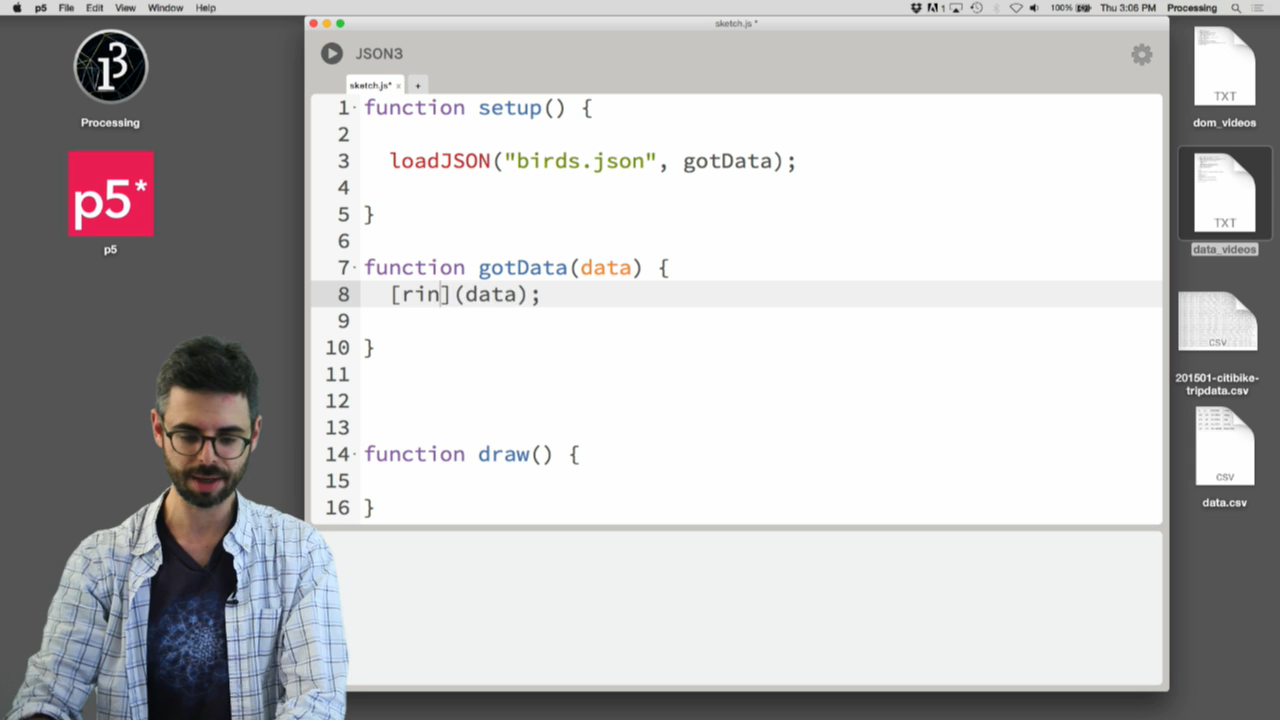 p5 File Edit View Window Help
1 100% Thu 3:06 PM Processing
sketch.js *
JSON3
sketch.js* × +
1 function setup() {
2
3 loadJSON("birds.json", gotData);
4
5 }
6
7 function gotData(data) {
8 [rin](data);
9
10 }
11
12
13
14 function draw() {
15
16 }
Processing
p5*
p5
TXT
dom_videos
TXT
data_videos
CSV
201501-citibike-
tripdata.csv
CSV
data.csv